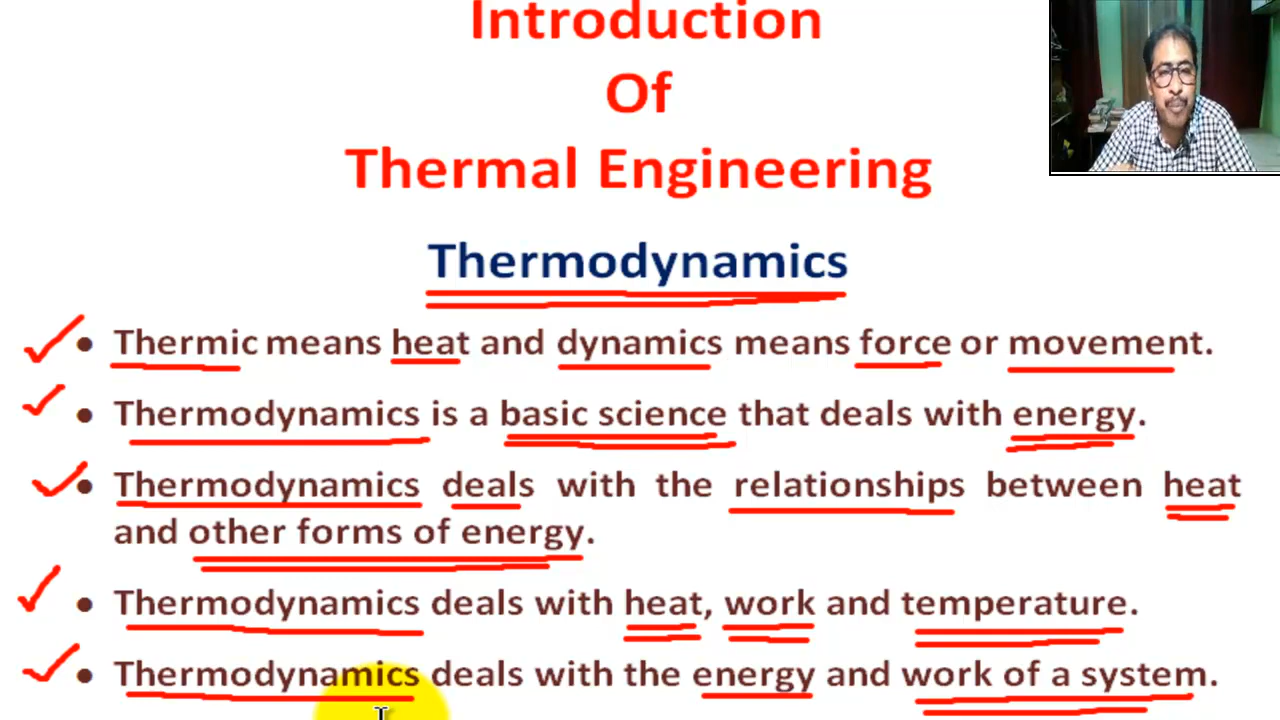 Introduction
Of
Thermal Engineering
Thermodynamics
• Thermic means heat and dynamics means force or movement.
• Thermodynamics is a basic science that deals with energy.
• Thermodynamics deals with the relationships between heat
and other forms of energy.
• Thermodynamics deals with heat, work and temperature.
• Thermodynamics deals with the energy and work of a system.